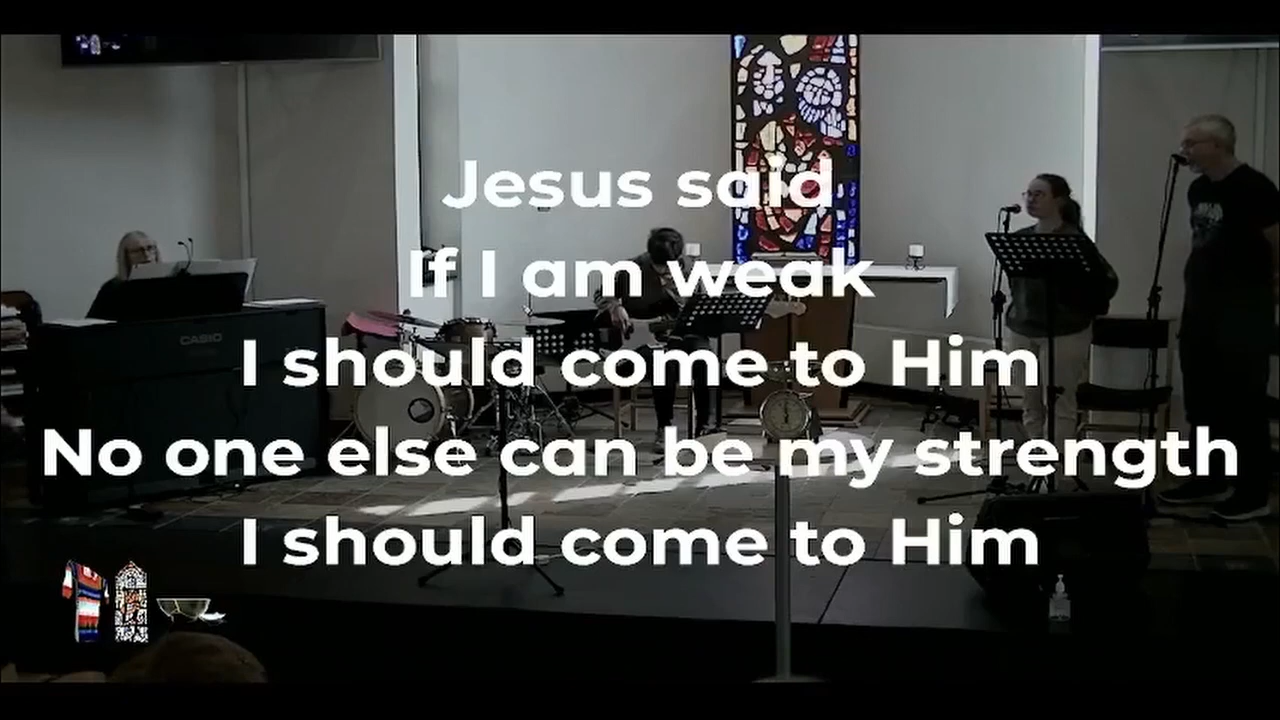 Jesus said
If I am weak
I should come to Him
No one else can be my strength
I should come to Him
CASIO